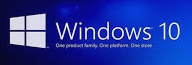 Windows 10
One product family. One platform. One store